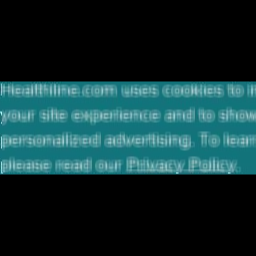 Healthline.com uses cookies to
your site experience and to show
personalized advertising. To lear
please read our Privacy Policy.